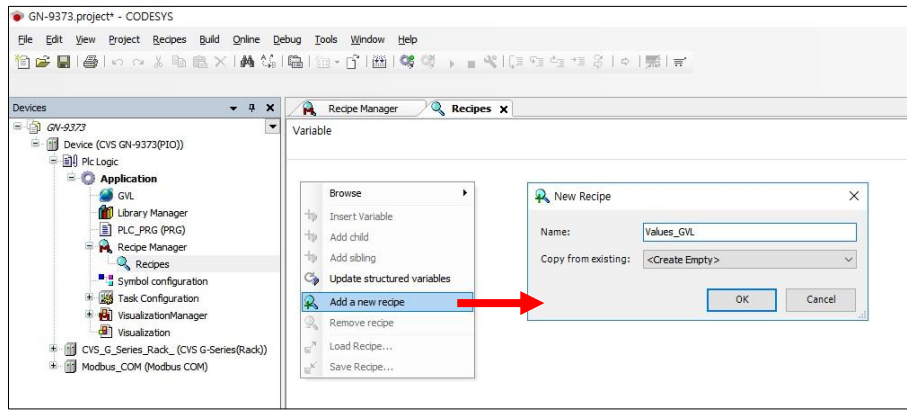 GN-9373.project* - CODESYS
File Edit View Project Recipes Build Online Debug Tools Window Help
Devices
Recipe Manager
Recipes
GN-9373
Variable
Device (CVS GN-9373(PIO))
Plc Logic
Application
GVL
Library Manager
PLC_PRG (PRG)
Recipe Manager
Recipes
Symbol configuration
Task Configuration
VisualizationManager
Visualization
CVS_G_Series_Rack_ (CVS G-Series(Rack))
Modbus_COM (Modbus COM)
Browse
Insert Variable
Add child
Add sibling
Update structured variables
Add a new recipe
Remove recipe
Load Recipe...
Save Recipe...
New Recipe
Name: Values_GVL
Copy from existing: <Create Empty>
OK Cancel